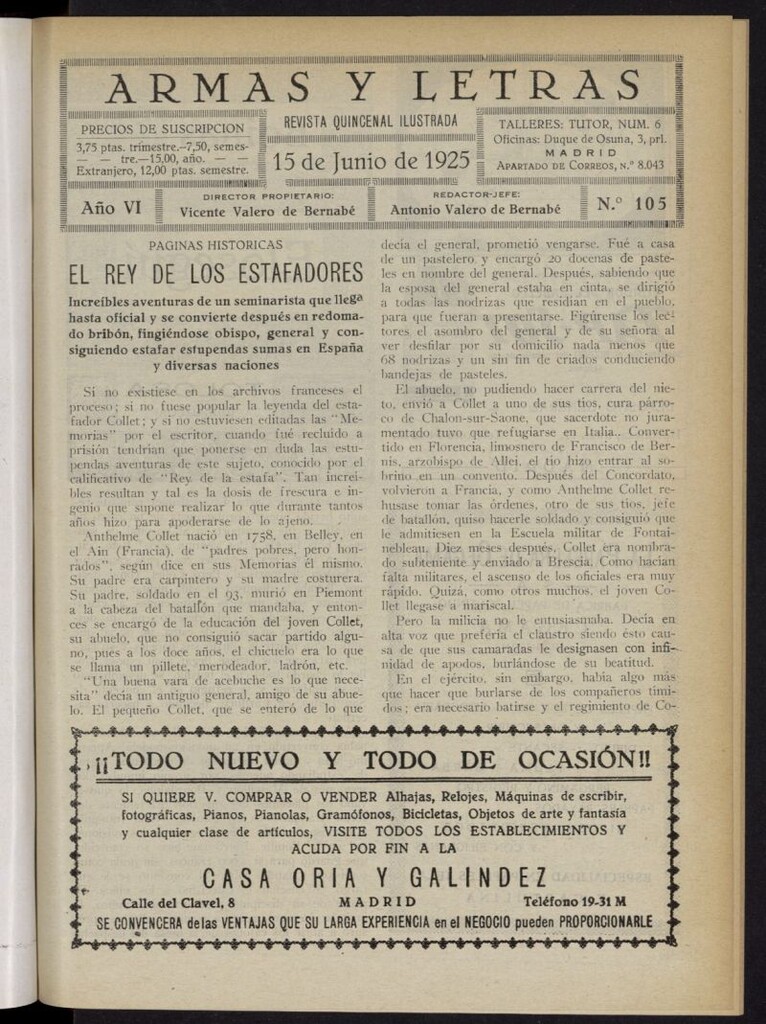 ARMAS Y LETRAS
PRECIOS DE SUSCRIPCION
3,75 ptas. trimestre.-7,50, semes-
— — tre.—15,00, año. — —
Extranjero, 12,00 ptas. semestre.
REVISTA QUINCENAL ILUSTRADA
15 de Junio de 1925
TALLERES: TUTOR, NUM. 6
Oficinas: Duque de Osuna, 3, prl.
MADRID
APARTADO DE CORREOS, N.º 8.043
Año VI
DIRECTOR PROPIETARIO:
Vicente Valero de Bernabé
REDACTOR-JEFE:
Antonio Valero de Bernabé
N.º 105
PAGINAS HISTORICAS
EL REY DE LOS ESTAFADORES
Increíbles aventuras de un seminarista que llega
hasta oficial y se convierte después en redoma-
do bribón, fingiéndose obispo, general y con-
siguiendo estafar estupendas sumas en España
y diversas naciones
Si no existiese en los archivos franceses el
proceso; si no fuese popular la leyenda del esta-
fador Collet; y si no estuviesen editadas las "Me-
morias" por el escritor, cuando fué recluido a
prisión tendrían que ponerse en duda las estu-
pendas aventuras de este sujeto, conocido por el
calificativo de "Rey de la estafa". Tan increí-
bles resultan y tal es la dosis de frescura e in-
genio que supone realizar lo que durante tantos
años hizo para apoderarse de lo ajeno.
Anthelme Collet nació en 1758, en Belley, en
el Ain (Francia), de "padres pobres, pero hon-
rados", según dice en sus Memorias él mismo.
Su padre era carpintero y su madre costurera.
Su padre, soldado en el 93, murió en Piemont
a la cabeza del batallón que mandaba, y enton-
ces se encargó de la educación del joven Collet,
su abuelo, que no consiguió sacar partido algu-
no, pues a los doce años, el chicuelo era lo que
se llama un pillete, merodeador, ladrón, etc.
"Una buena vara de acebuche es lo que nece-
sita" decía un antiguo general, amigo de su abue-
lo. El pequeño Collet, que se enteró de lo que
decía el general, prometió vengarse. Fué a casa
de un pastelero y encargó 20 docenas de paste-
les en nombre del general. Después, sabiendo que
la esposa del general estaba en cinta, se dirigió
a todas las nodrizas que residían en el pueblo,
para que fueran a presentarse. Figúrense los lec-
tores el asombro del general y de su señora al
ver desfilar por su domicilio nada menos que
68 nodrizas y un sin fin de criados conduciendo
bandejas de pasteles.
El abuelo, no pudiendo hacer carrera del nie-
to, envió a Collet a uno de sus tíos, cura párro-
co de Chalon-sur-Saone, que sacerdote no jura-
mentado tuvo que refugiarse en Italia.. Conver-
tido en Florencia, limosnero de Francisco de Ber-
nis, arzobispo de Allei, el tío hizo entrar al so-
brino en un convento. Después del Concordato,
volvieron a Francia, y como Anthelme Collet re-
husase tomar las órdenes, otro de sus tíos, jefe
de batallón, quiso hacerle soldado y consiguió que
le admitiesen en la Escuela militar de Fontai-
nebleau. Diez meses después, Collet era nombra-
do subteniente y enviado a Brescia. Como hacían
falta militares, el ascenso de los oficiales era muy
rápido. Quizá, como otros muchos, el joven Co-
llet llegase a mariscal.
Pero la milicia no le entusiasmaba. Decía en
alta voz que prefería el claustro siendo ésto cau-
sa de que sus camaradas le designasen con infi-
nidad de apodos, burlándose de su beatitud.
En el ejército, sin embargo, había algo más
que hacer que burlarse de los compañeros tími-
dos; era necesario batirse y el regimiento de Co-
¡¡TODO NUEVO Y TODO DE OCASIÓN!!
SI QUIERE V. COMPRAR O VENDER Alhajas, Relojes, Máquinas de escribir,
fotográficas, Pianos, Pianolas, Gramófonos, Bicicletas, Objetos de arte y fantasía
y cualquier clase de artículos, VISITE TODOS LOS ESTABLECIMIENTOS Y
ACUDA POR FIN A LA
CASA ORIA Y GALINDEZ
Calle del Clavel, 8 MADRID Teléfono 19-31 M
SE CONVENCERA de las VENTAJAS QUE SU LARGA EXPERIENCIA en el NEGOCIO pueden PROPORCIONARLE